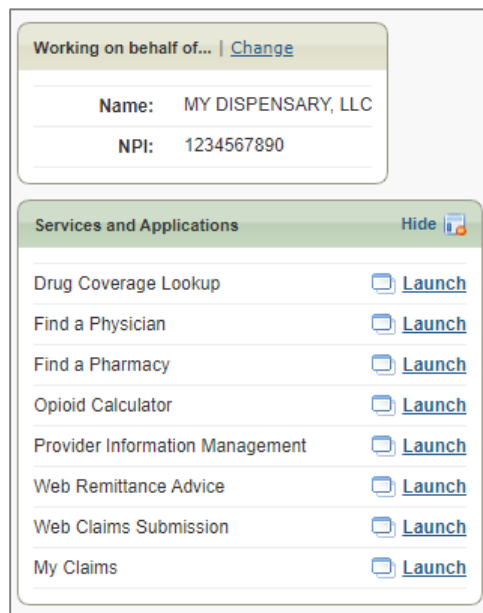 Working on behalf of... | Change
Name: MY DISPENSARY, LLC
NPI: 1234567890
Services and Applications Hide
Drug Coverage Lookup Launch
Find a Physician Launch
Find a Pharmacy Launch
Opioid Calculator Launch
Provider Information Management Launch
Web Remittance Advice Launch
Web Claims Submission Launch
My Claims Launch